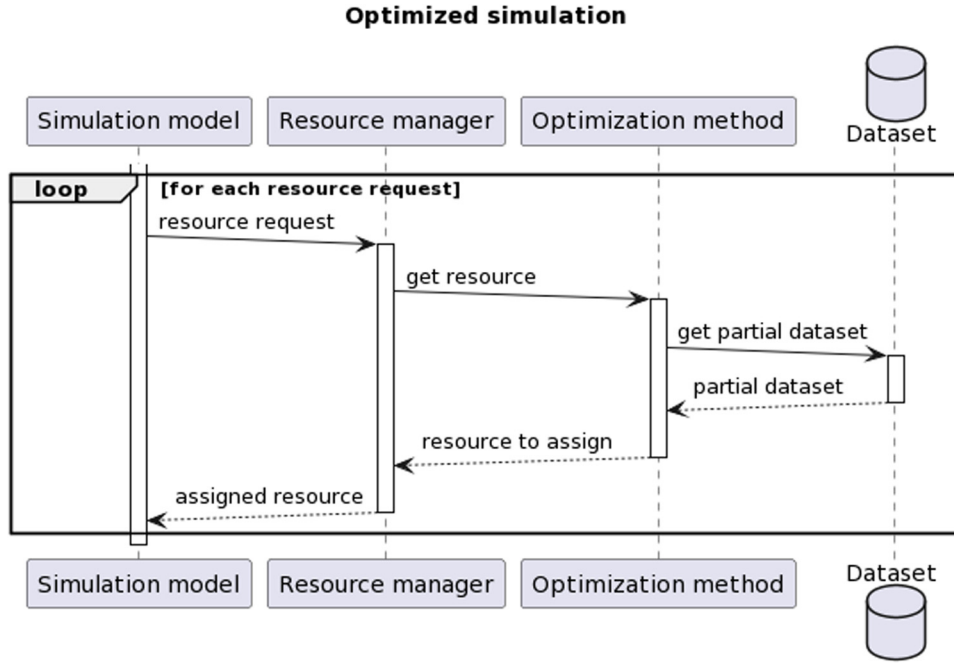 Optimized simulation
Simulation model
Resource manager
Optimization method
Dataset
loop
[for each resource request]
resource request
get resource
get partial dataset
partial dataset
resource to assign
assigned resource
Simulation model
Resource manager
Optimization method
Dataset